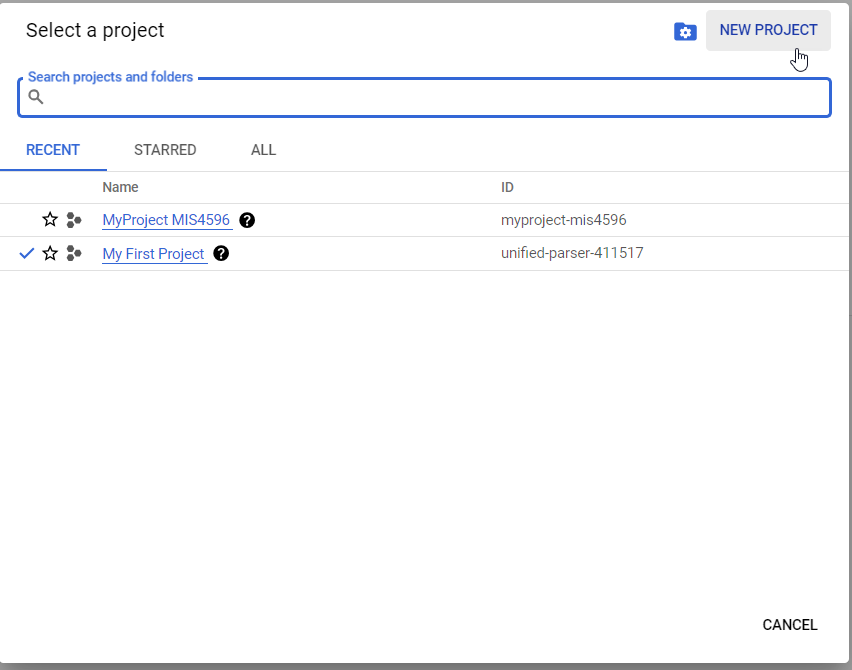 Select a project
NEW PROJECT
Search projects and folders
RECENT STARRED ALL
Name ID
MyProject MIS4596 ? myproject-mis4596
My First Project ? unified-parser-411517
CANCEL